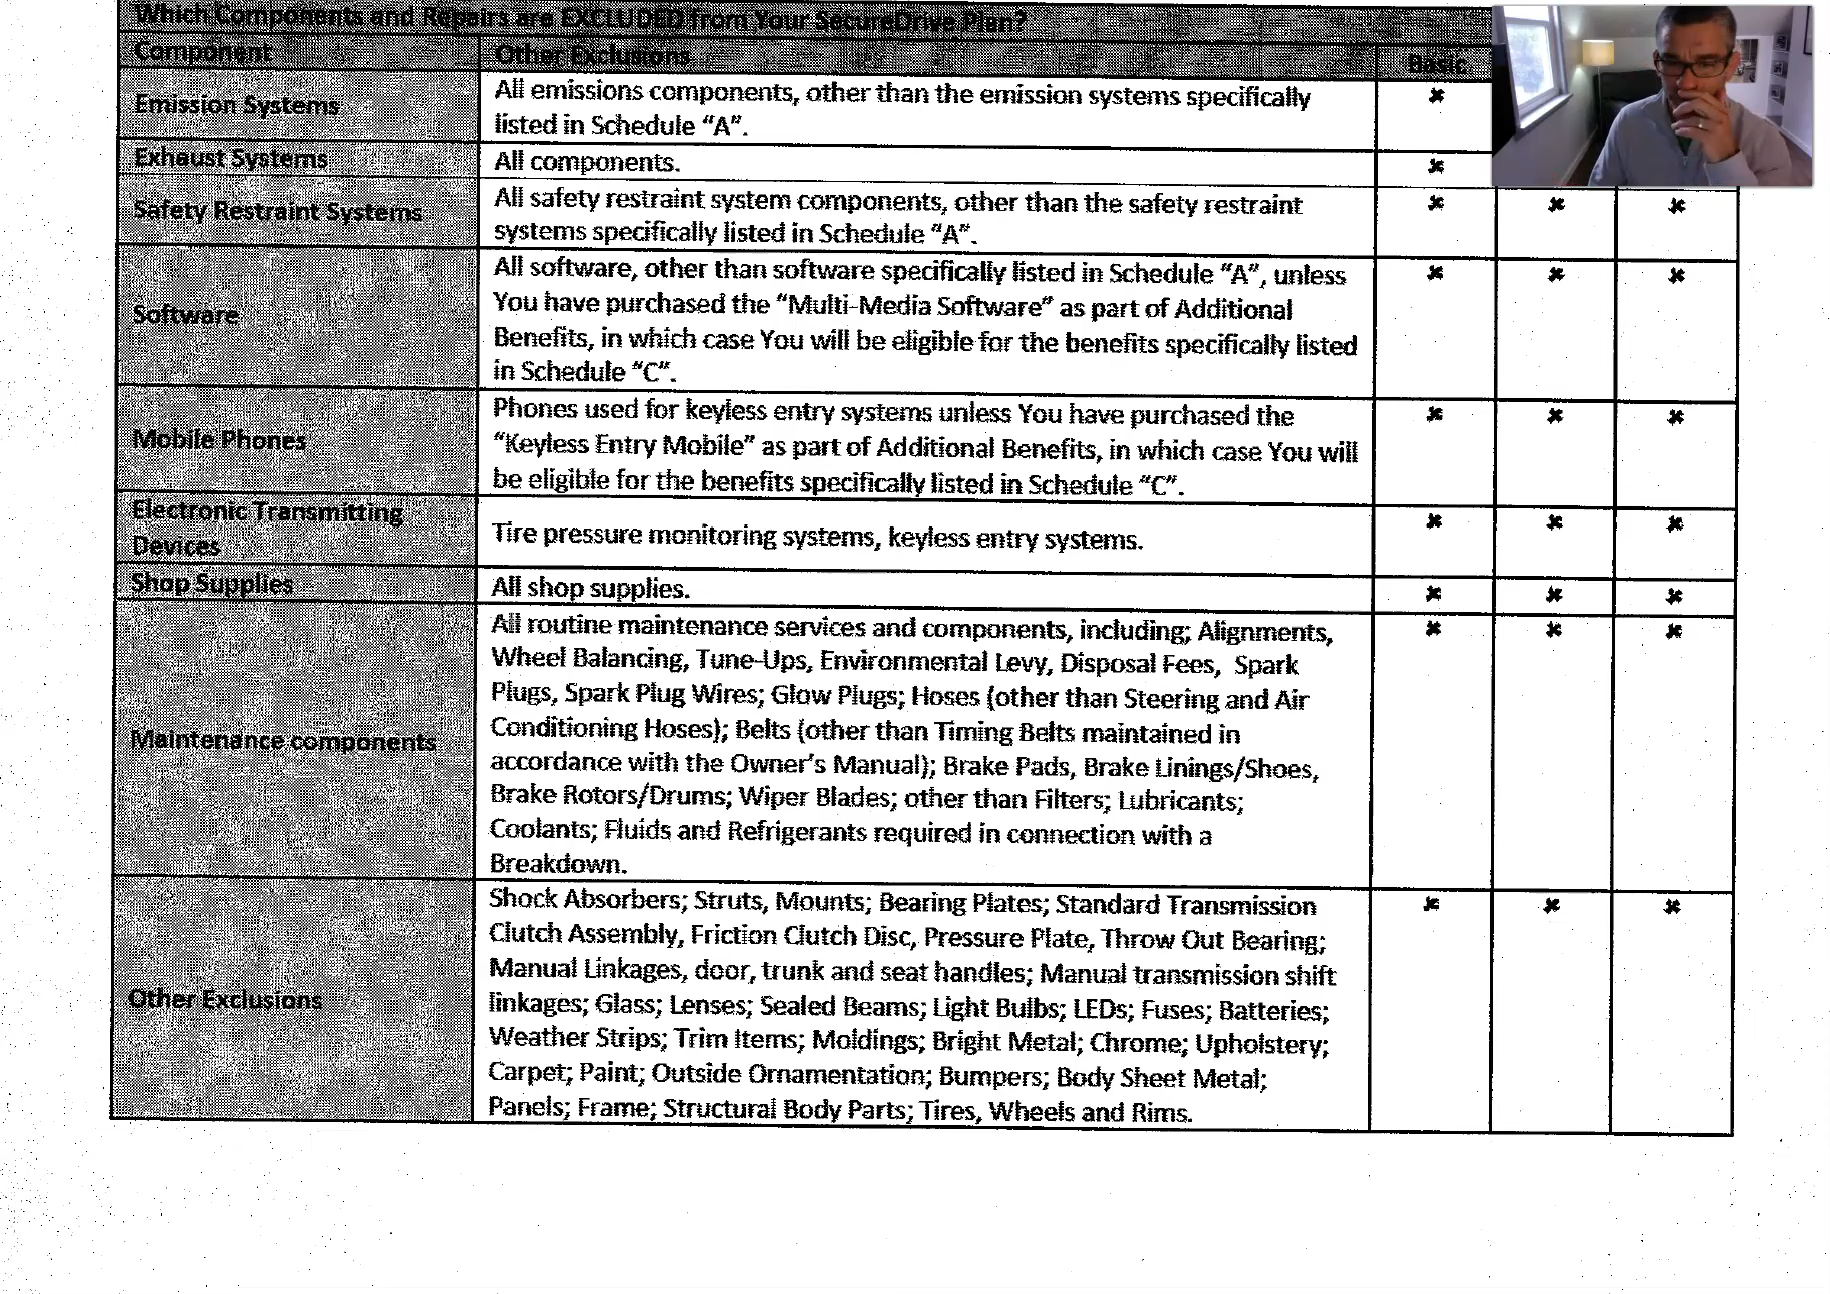 Which Components and Repairs are EXCLUDED from Your SecureDrive Plan?
Component Other Exclusions Basic
Emission Systems
All emissions components, other than the emission systems specifically
listed in Schedule “A”.
Exhaust Systems
All components.
Safety Restraint Systems
All safety restraint system components, other than the safety restraint
systems specifically listed in Schedule “A”.
Software
All software, other than software specifically listed in Schedule “A”, unless
You have purchased the “Multi-Media Software” as part of Additional
Benefits, in which case You will be eligible for the benefits specifically listed
in Schedule “C”.
Mobile Phones
Phones used for keyless entry systems unless You have purchased the
“Keyless Entry Mobile” as part of Additional Benefits, in which case You will
be eligible for the benefits specifically listed in Schedule “C”.
Electronic Transmitting
Devices
Tire pressure monitoring systems, keyless entry systems.
Shop Supplies
All shop supplies.
Maintenance components
All routine maintenance services and components, including; Alignments,
Wheel Balancing, Tune-Ups, Environmental Levy, Disposal Fees, Spark
Plugs, Spark Plug Wires; Glow Plugs; Hoses (other than Steering and Air
Conditioning Hoses); Belts (other than Timing Belts maintained in
accordance with the Owner’s Manual); Brake Pads, Brake Linings/Shoes,
Brake Rotors/Drums; Wiper Blades; other than Filters; Lubricants;
Coolants; Fluids and Refrigerants required in connection with a
Breakdown.
Other Exclusions
Shock Absorbers; Struts, Mounts; Bearing Plates; Standard Transmission
Clutch Assembly, Friction Clutch Disc, Pressure Plate, Throw Out Bearing;
Manual Linkages, door, trunk and seat handles; Manual transmission shift
linkages; Glass; Lenses; Sealed Beams; Light Bulbs; LEDs; Fuses; Batteries;
Weather Strips; Trim Items; Moldings; Bright Metal; Chrome; Upholstery;
Carpet; Paint; Outside Ornamentation; Bumpers; Body Sheet Metal;
Panels; Frame; Structural Body Parts; Tires, Wheels and Rims.